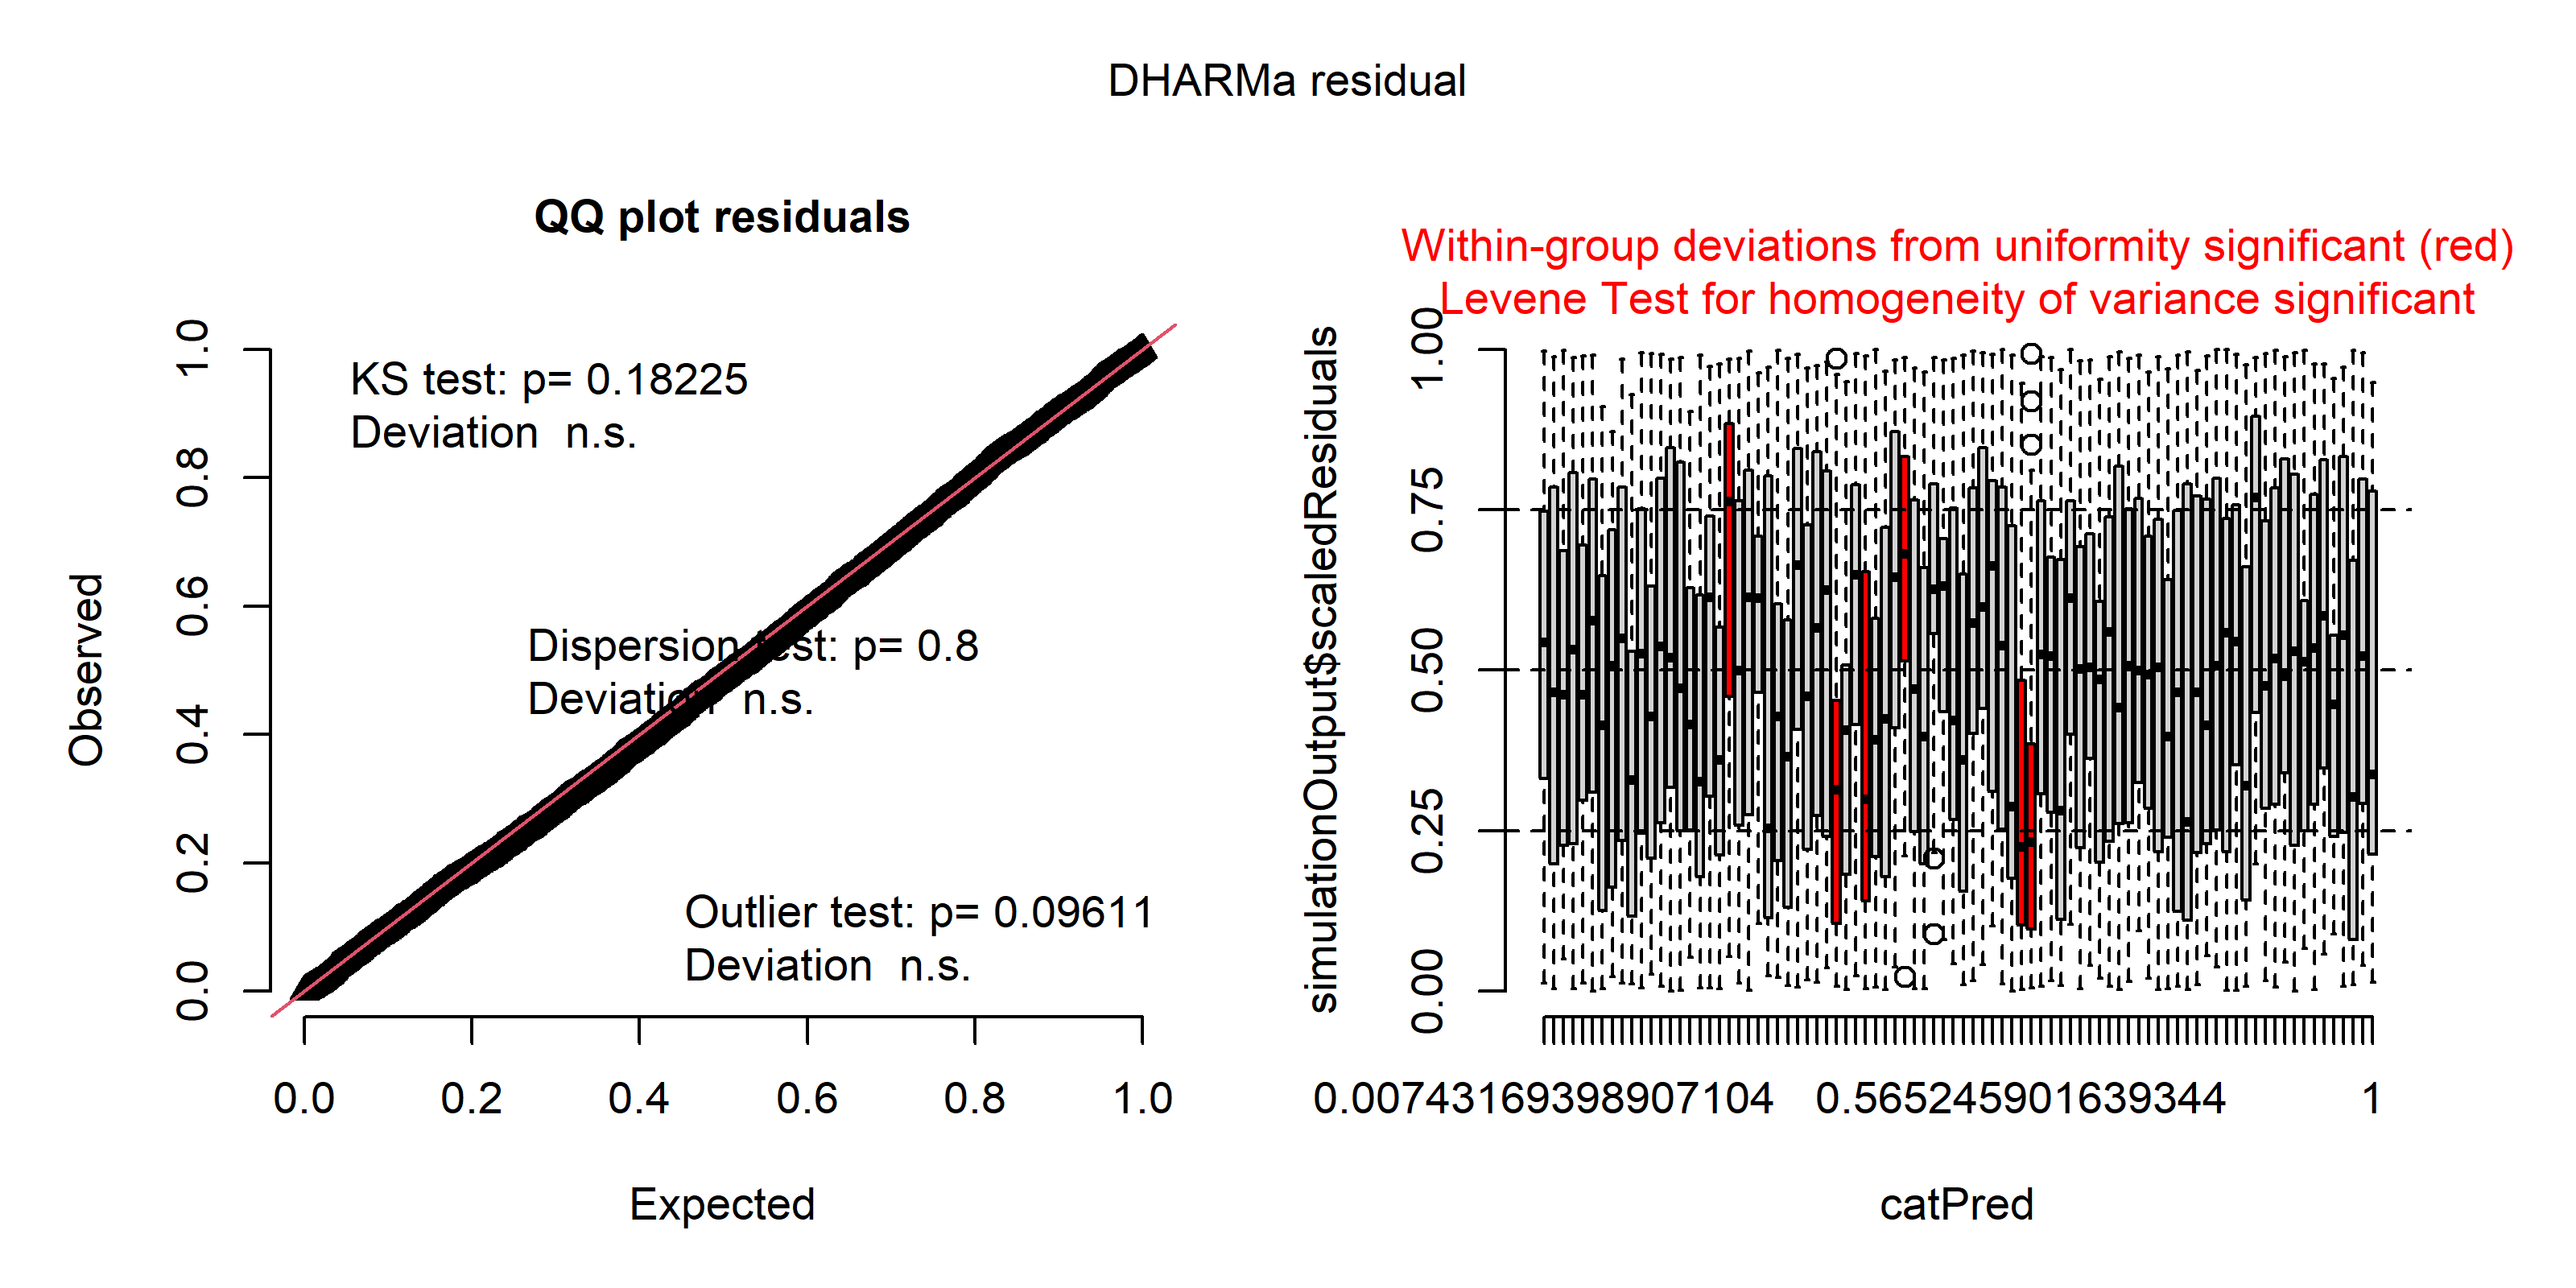 DHARMa residual
QQ plot residuals
KS test: p= 0.18225
Deviation  n.s.
Dispersion test: p= 0.8
Deviation  n.s.
Outlier test: p= 0.09611
Deviation  n.s.
Observed
0.0
0.2
0.4
0.6
0.8
1.0
0.0
0.2
0.4
0.6
0.8
1.0
Expected
Within-group deviations from uniformity significant (red)
Levene Test for homogeneity of variance significant
simulationOutput$scaledResiduals
0.00
0.25
0.50
0.75
1.00
0.00743169398907104
0.565245901639344
1
catPred